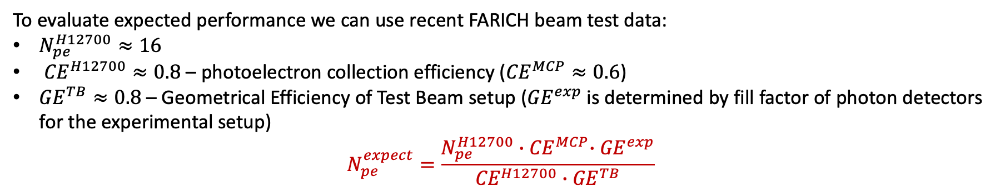 To evaluate expected performance we can use recent FARICH beam test data:
• $N_{pe}^{H12700} \approx 16$
• $CE^{H12700} \approx 0.8$ – photoelectron collection efficiency ($CE^{MCP} \approx 0.6$)
• $GE^{TB} \approx 0.8$ – Geometrical Efficiency of Test Beam setup ($GE^{exp}$ is determined by fill factor of photon detectors
for the experimental setup)
$N_{pe}^{expect} = \frac{N_{pe}^{H12700} \cdot CE^{MCP} \cdot GE^{exp}}{CE^{H12700} \cdot GE^{TB}}$